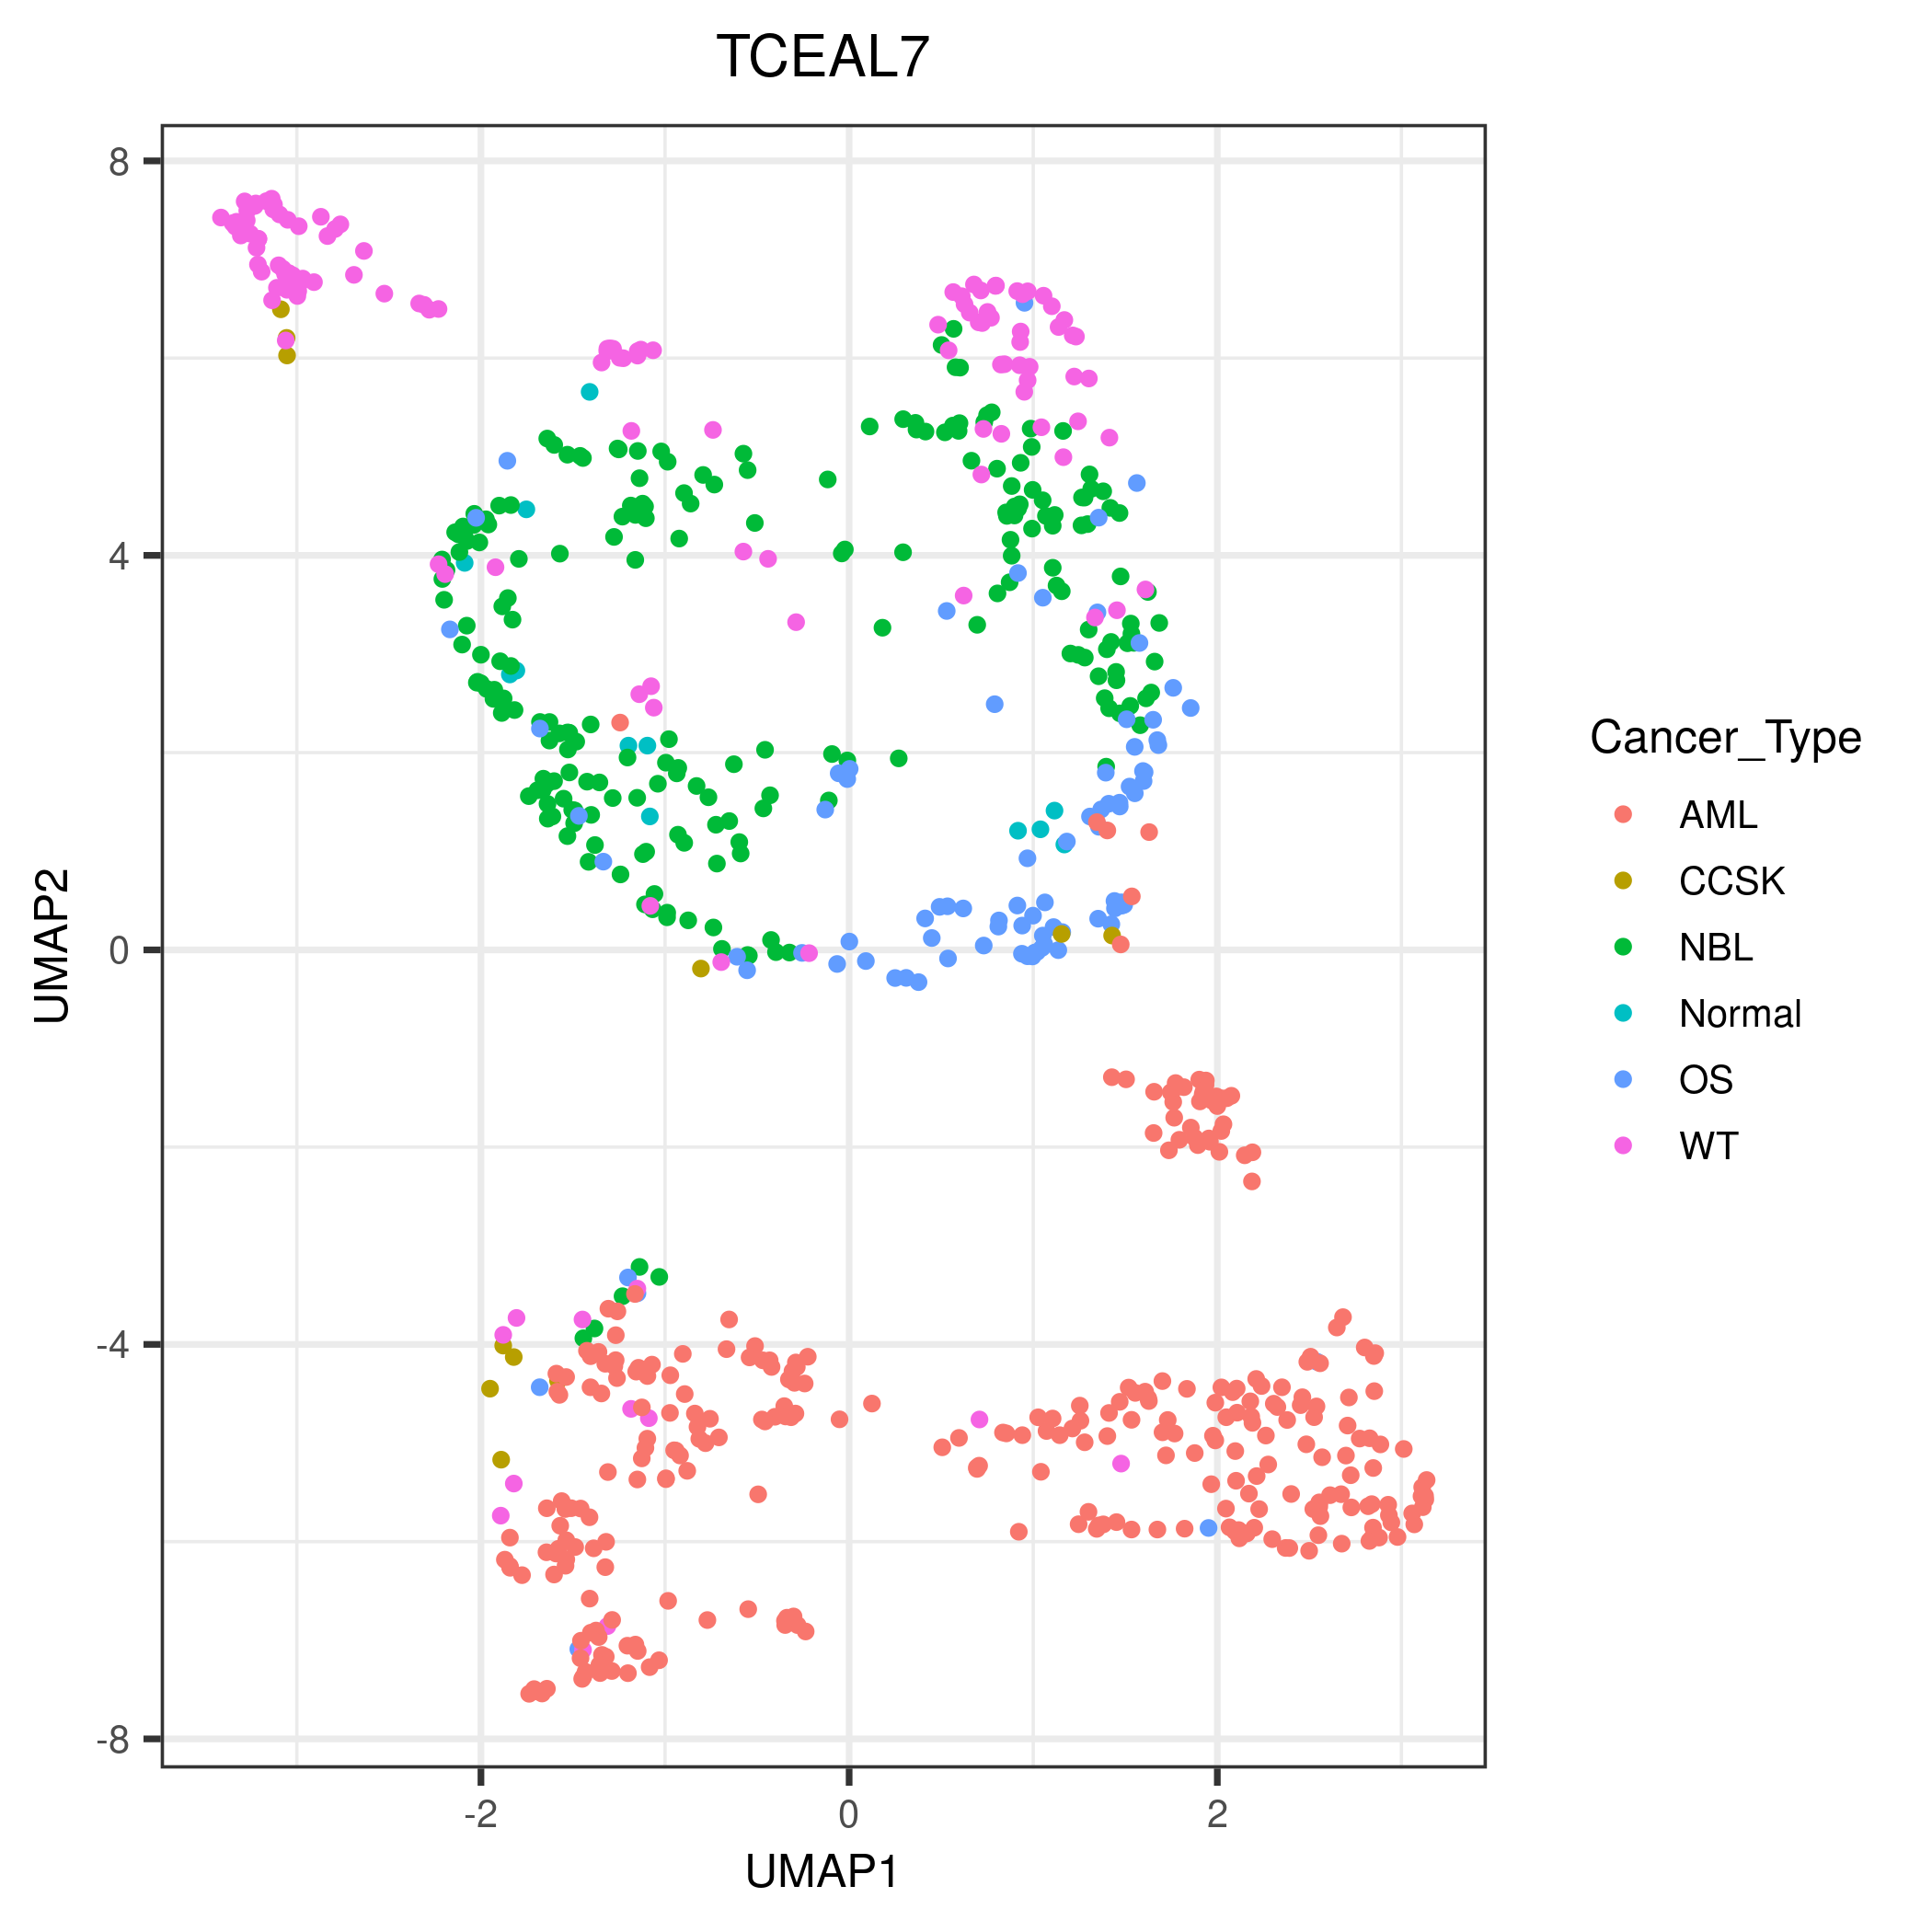 TCEAL7
8
4
0
-4
-8
-2
0
2
UMAP1
UMAP2
Cancer_Type
AML
CCSK
NBL
Normal
OS
WT